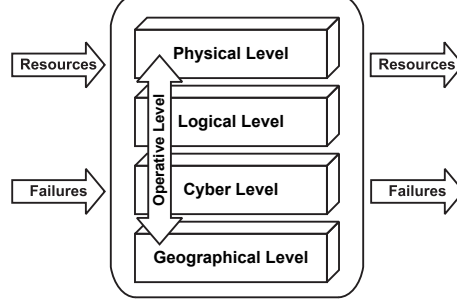 Physical Level
Resources
Resources
Logical Level
Operative Level
Cyber Level
Failures
Failures
Geographical Level